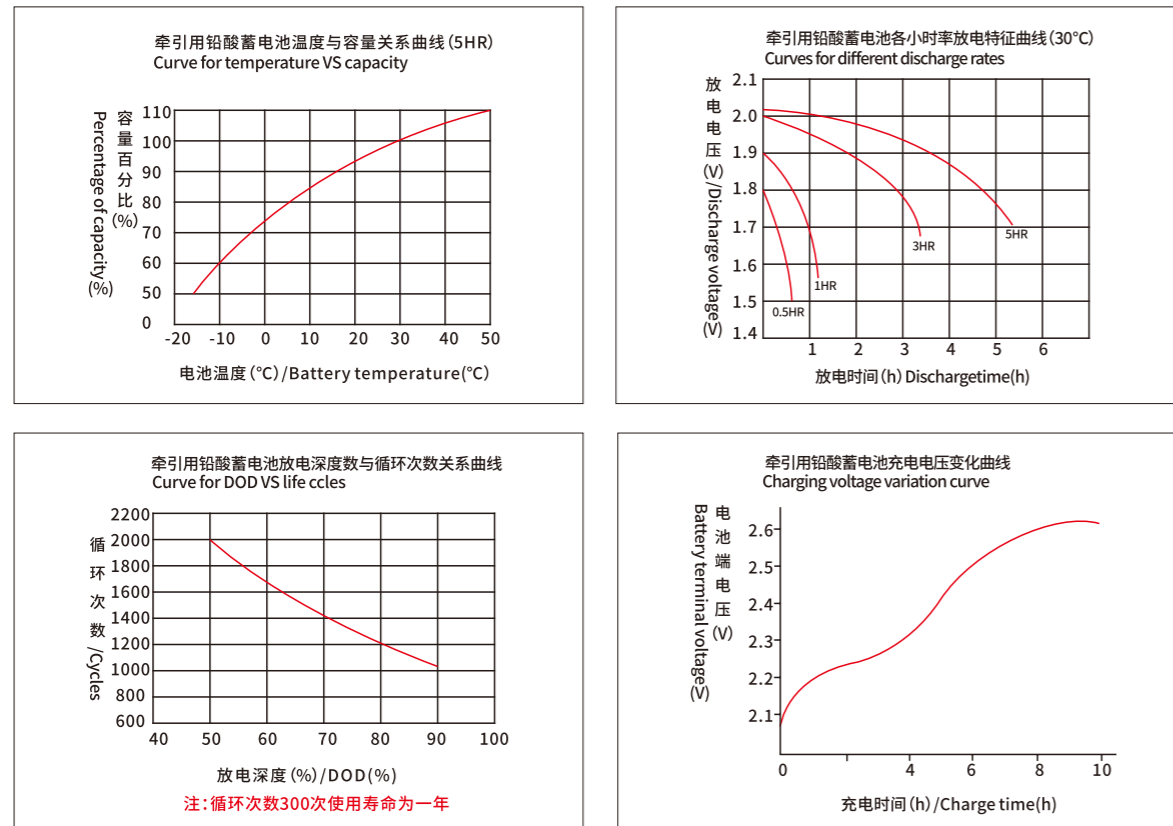 牵引用铅酸蓄电池温度与容量关系曲线（5HR）
Curve for temperature VS capacity
容量百分比(%)
Percentage of capacity(%)
110
100
90
80
70
60
50
0
-20 -10 0 10 20 30 40 50
电池温度（℃）/Battery temperature(℃)
牵引用铅酸蓄电池各小时率放电特征曲线（30℃）
Curves for different discharge rates
放电电压(V)/Discharge voltage(V)
2.1
2.0
1.9
1.8
1.7
1.6
1.5
1.4
0.5HR
1HR
3HR
5HR
1 2 3 4 5 6
放电时间（h）Dischargetime(h)
牵引用铅酸蓄电池放电深度数与循环次数关系曲线
Curve for DOD VS life ccles
循环次数/Cycles
2200
2000
1800
1600
1400
1200
1000
800
600
40 50 60 70 80 90 100
放电深度（%）/DOD(%)
注：循环次数300次使用寿命为一年
牵引用铅酸蓄电池充电电压变化曲线
Charging voltage variation curve
电池端电压(V)
Battery terminal voltage(V)
2.6
2.5
2.4
2.3
2.2
2.1
0 2 4 6 8 10
充电时间（h）/Charge time(h)